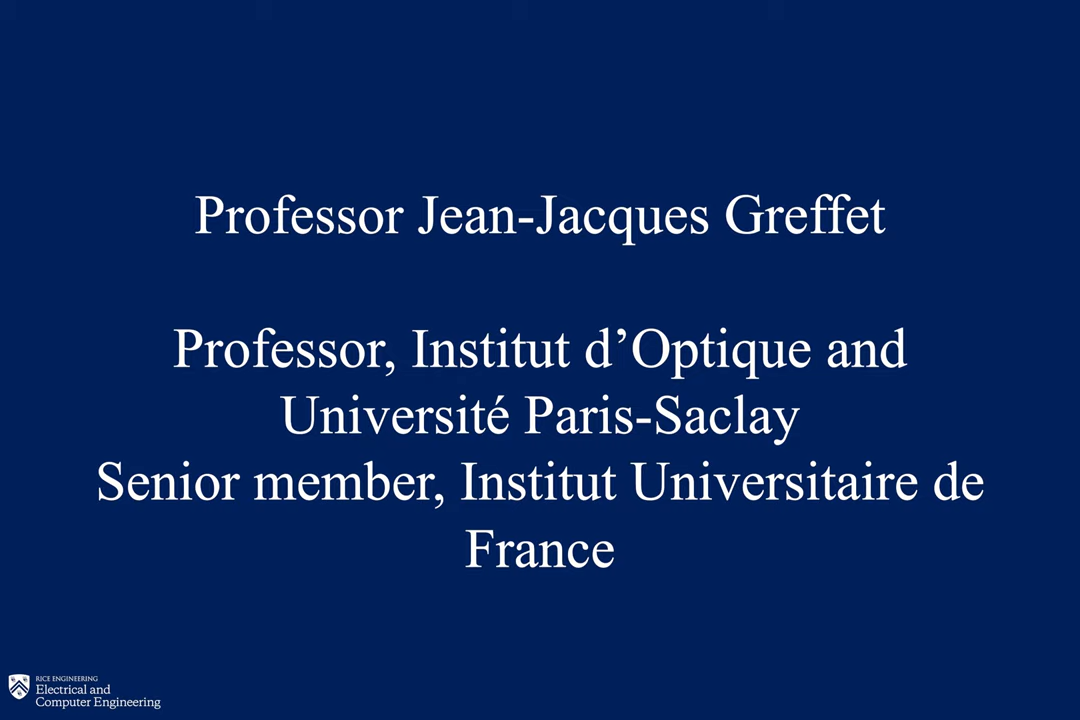 Professor Jean-Jacques Greffet
Professor, Institut d’Optique and
Université Paris-Saclay
Senior member, Institut Universitaire de
France
RICE ENGINEERING
Electrical and
Computer Engineering